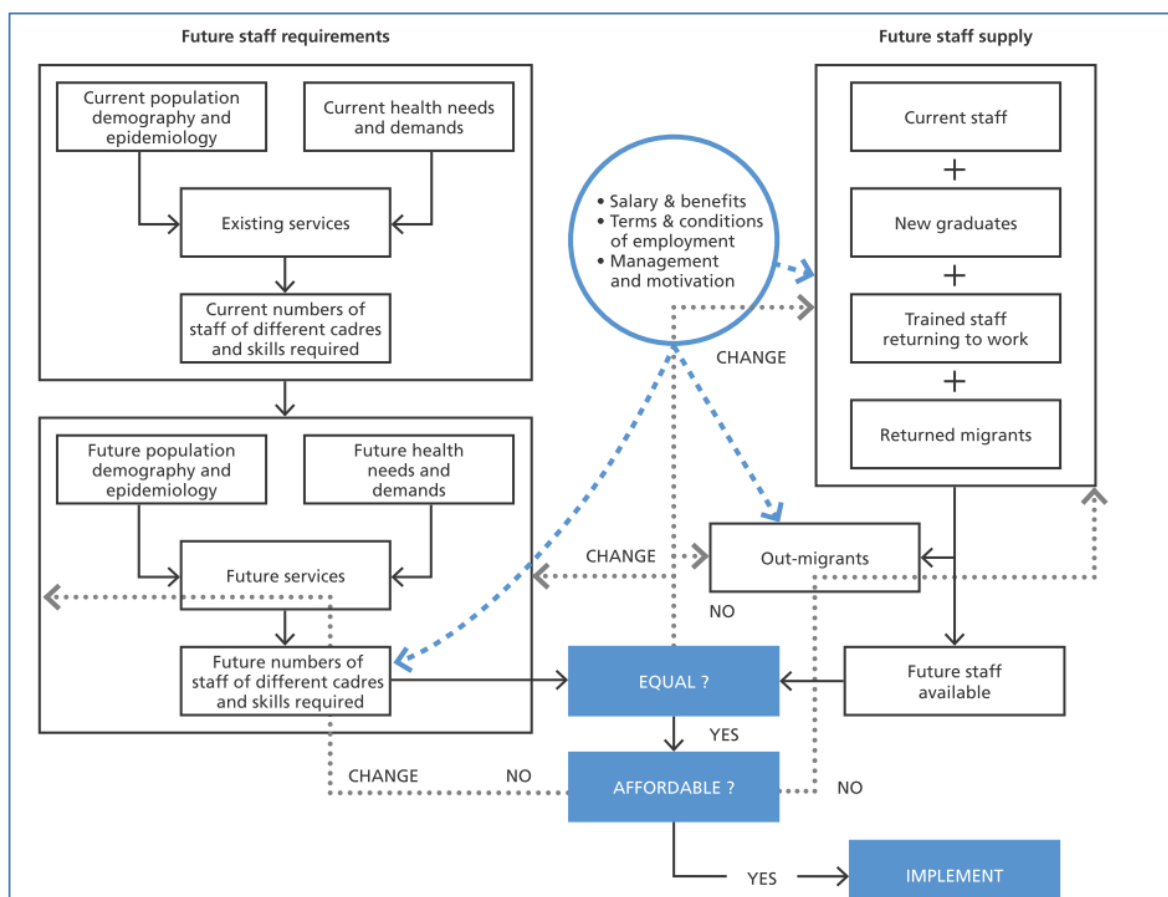 Future staff requirements
Current population
demography and
epidemiology
Current health needs
and demands
Existing services
Current numbers of
staff of different cadres
and skills required
Future population
demography and
epidemiology
Future health
needs and
demands
Future services
Future numbers of
staff of different cadres
and skills required
• Salary & benefits
• Terms & conditions
of employment
• Management
and motivation
Future staff supply
Current staff
+
New graduates
+
Trained staff
returning to work
+
Returned migrants
CHANGE
CHANGE
Out-migrants
NO
EQUAL ?
Future staff
available
YES
CHANGE
NO
AFFORDABLE ?
NO
YES
IMPLEMENT